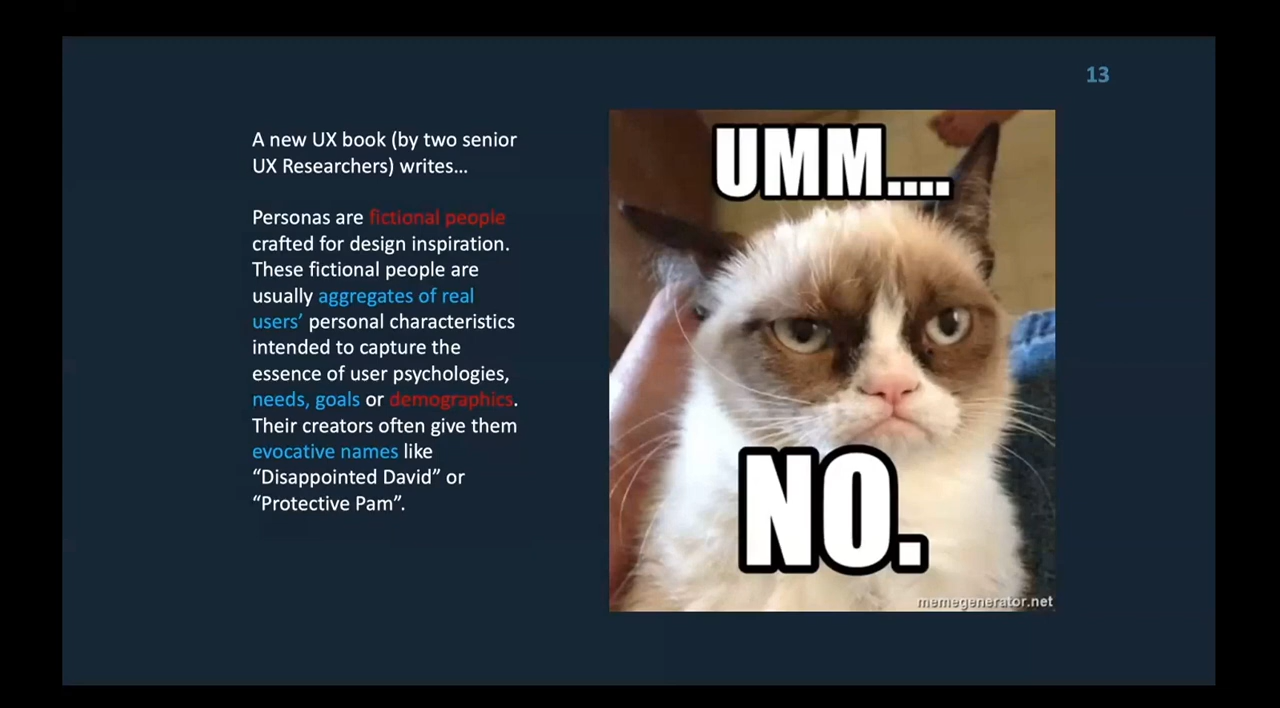 13
A new UX book (by two senior
UX Researchers) writes...
Personas are fictional people
crafted for design inspiration.
These fictional people are
usually aggregates of real
users’ personal characteristics
intended to capture the
essence of user psychologies,
needs, goals or demographics.
Their creators often give them
evocative names like
“Disappointed David” or
“Protective Pam”.
UMM....
NO.
memegenerator.net